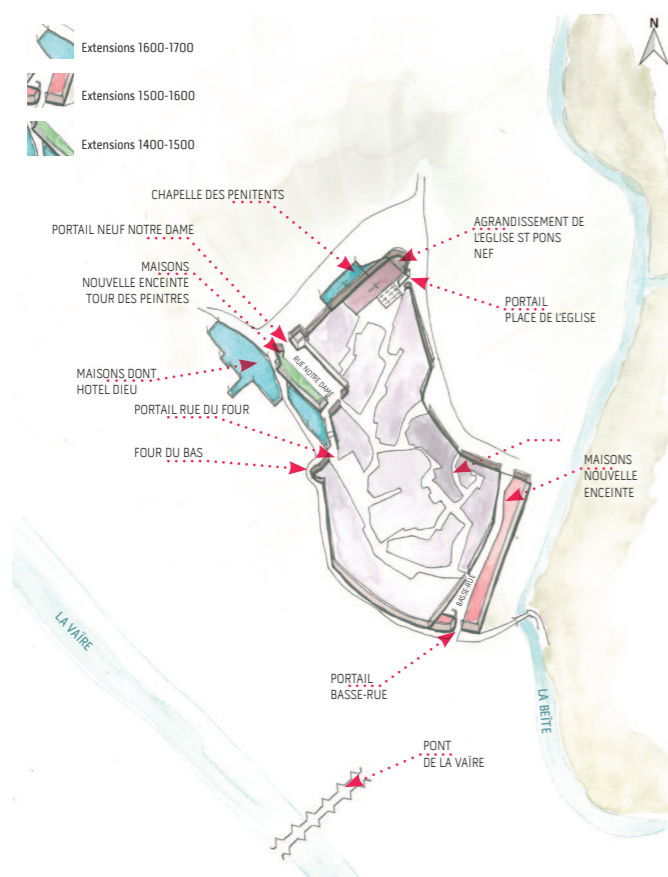 N
Extensions 1600-1700
Extensions 1500-1600
Extensions 1400-1500
CHAPELLE DES PENITENTS
PORTAIL NEUF NOTRE DAME
MAISONS
NOUVELLE ENCEINTE
TOUR DES PEINTRES
AGRANDISSEMENT DE
L'EGLISE ST PONS
NEF
PORTAIL
PLACE DE L'EGLISE
RUE NOTRE DAME
MAISONS DONT
HOTEL DIEU
PORTAIL RUE DU FOUR
FOUR DU BAS
MAISONS
NOUVELLE
ENCEINTE
BASSE-RUE
LA VAÏRE
PORTAIL
BASSE-RUE
LA BEÏTE
PONT
DE LA VAÏRE